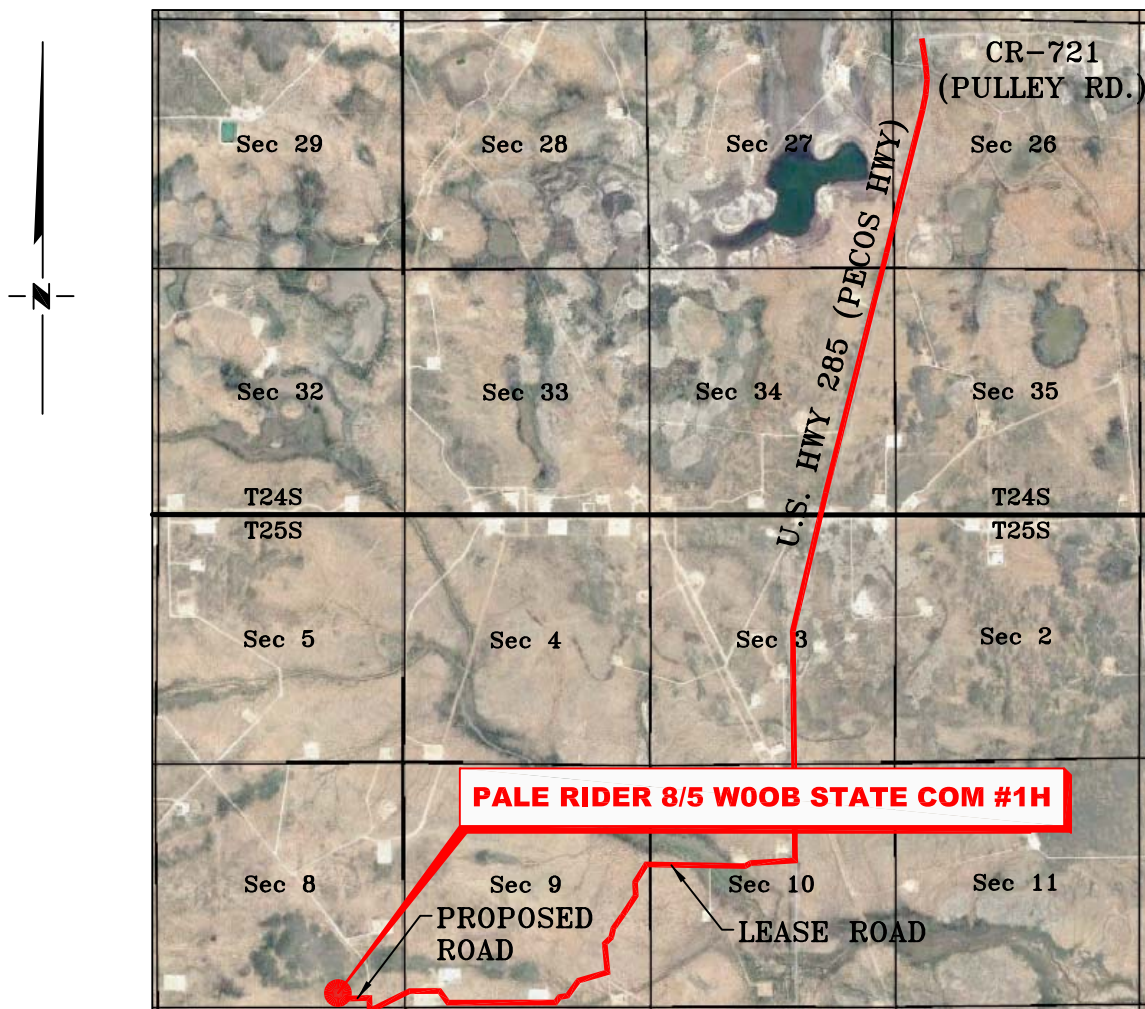 CR-721
(PULLEY RD.)
Sec 29
Sec 28
Sec 27
Sec 26
U.S. HWY 285 (PECOS HWY)
N
Sec 32
Sec 33
Sec 34
Sec 35
T24S
T24S
T25S
T25S
Sec 5
Sec 4
Sec 3
Sec 2
PALE RIDER 8/5 W0OB STATE COM #1H
Sec 8
Sec 9
Sec 10
Sec 11
PROPOSED
ROAD
LEASE ROAD